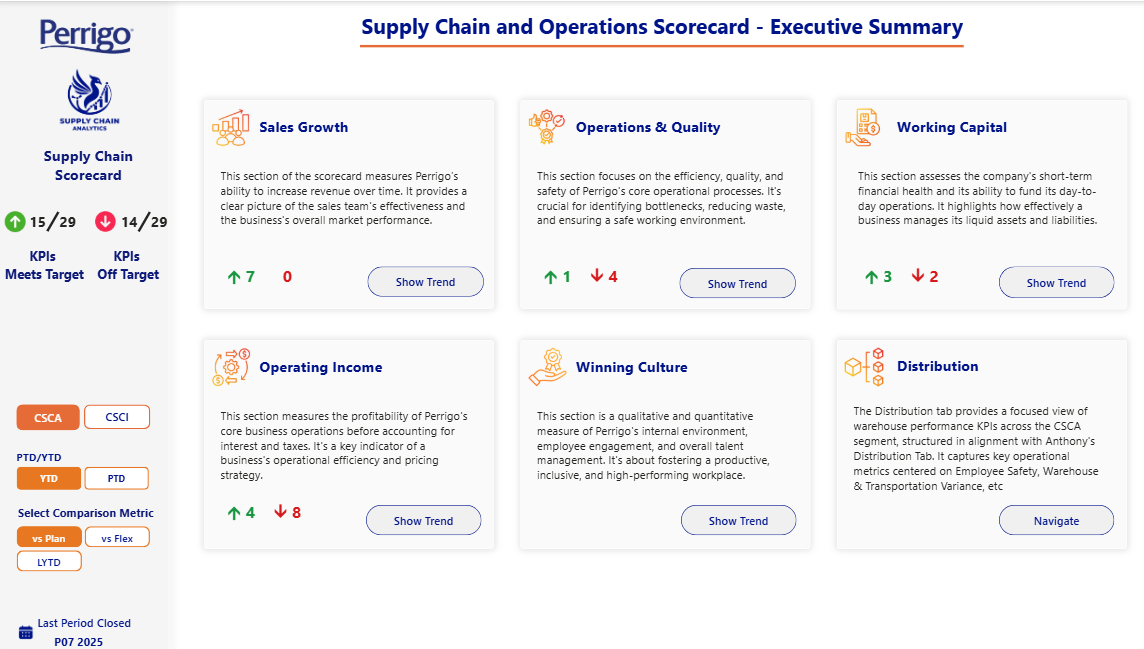 Perrigo
SUPPLY CHAIN
ANALYTICS
Supply Chain
Scorecard
15/29
14/29
KPIs
Meets Target
KPIs
Off Target
CSCA
CSCI
PTD/YTD
YTD
PTD
Select Comparison Metric
vs Plan
vs Flex
LYTD
Last Period Closed
P07 2025
Supply Chain and Operations Scorecard - Executive Summary
Sales Growth
This section of the scorecard measures Perrigo's
ability to increase revenue over time. It provides a
clear picture of the sales team's effectiveness and
the business's overall market performance.
↑ 7
0
Show Trend
Operations & Quality
This section focuses on the efficiency, quality, and
safety of Perrigo's core operational processes. It's
crucial for identifying bottlenecks, reducing waste,
and ensuring a safe working environment.
↑ 1
↓ 4
Show Trend
Working Capital
This section assesses the company's short-term
financial health and its ability to fund its day-to-
day operations. It highlights how effectively a
business manages its liquid assets and liabilities.
↑ 3
↓ 2
Show Trend
Operating Income
This section measures the profitability of Perrigo's
core business operations before accounting for
interest and taxes. It's a key indicator of a
business's operational efficiency and pricing
strategy.
↑ 4
↓ 8
Show Trend
Winning Culture
This section is a qualitative and quantitative
measure of Perrigo's internal environment,
employee engagement, and overall talent
management. It's about fostering a productive,
inclusive, and high-performing workplace.
Show Trend
Distribution
The Distribution tab provides a focused view of
warehouse performance KPIs across the CSCA
segment, structured in alignment with Anthony's
Distribution Tab. It captures key operational
metrics centered on Employee Safety, Warehouse
& Transportation Variance, etc
Navigate